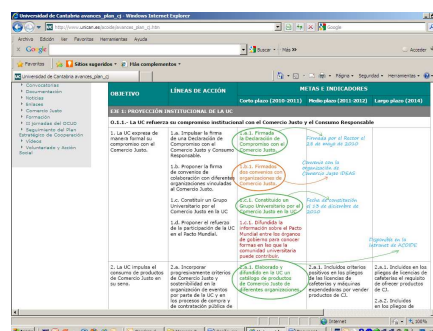 Universidad de Cantabria avances_plan_cj - Windows Internet Explorer
Archivo Edición Ver Favoritos Herramientas Ayuda
Google
Buscar
Más >>
Acceder
Favoritos
Sitios sugeridos
Más complementos
Universidad de Cantabria avances_plan_cj
Página
Seguridad
Herramientas
Convocatorias
Documentación
Noticias
Enlaces
Comercio Justo
Formación
II Jornadas del OCUD
Seguimiento del Plan
Estratégico de Cooperación
Vídeos
Voluntariado y Acción
Social
OBJETIVO
LÍNEAS DE ACCIÓN
METAS E INDICADORES
Corto plazo (2010-2011)
Medio plazo (2011-2012)
Largo plazo (2014)
EJE 1: PROYECCIÓN INSTITUCIONAL DE LA UC
O.1.1.- La UC refuerza su compromiso institucional con el Comercio Justo y el Consumo Responsable
1. La UC expresa de
manera formal su
compromiso con el
Comercio Justo.
1.a. Impulsar la firma
de una Declaración de
Compromiso con el
Comercio Justo y Consumo
Responsable.
1.b. Proponer la firma
de convenios de
colaboración con diferentes
organizaciones vinculadas
al Comercio Justo.
1.c. Constituir un Grupo
Universitario por el
Comercio Justo en la UC
1.d. Proponer el refuerzo
de la participación de la UC
en el Pacto Mundial.
1.a.1. Firmada
la Declaración de
Compromiso con el
Comercio Justo.
1.b.1. Firmados
dos convenios con
organizaciones de
Comercio Justo.
1.c.1. Constituido un
Grupo Universitario por el
Comercio Justo en la UC
1.d.1. Difundida la
información sobre el Pacto
Mundial entre los órganos
de gobierno para conocer
formas en los que la
comunidad universitaria
puede contribuir.
Firmada por el Rector el
28 de mayo de 2010
Convenio con la
organización de
Comercio Justo IDEAS
Fecha de constitución
el 15 de diciembre de
2010
Disponible en la
2. La UC impulsa el
consumo de productos
de Comercio Justo en
su seno.
2.a. Incorporar
progresivamente criterios
de Comercio Justo y
sostenibilidad en la
organización de eventos
por parte de la UC y en
los procesos de compra y
de contratación pública de
2.a.1. Elaborado y
difundido en la UC un
catálogo de productos
de Comercio Justo de
diferentes organizaciones.
2.a.1. Incluidos criterios
positivos en los pliegos
de las licencias de
cafeterías y máquinas
expendedoras por vender
productos de CJ.
2.a.1. Incluidos en los
pliegos de licencias de
cafeterías el requisito
de ofrecer productos
de CJ.
2.a.2. Incluidos
en los pliegos de
Internet
100%